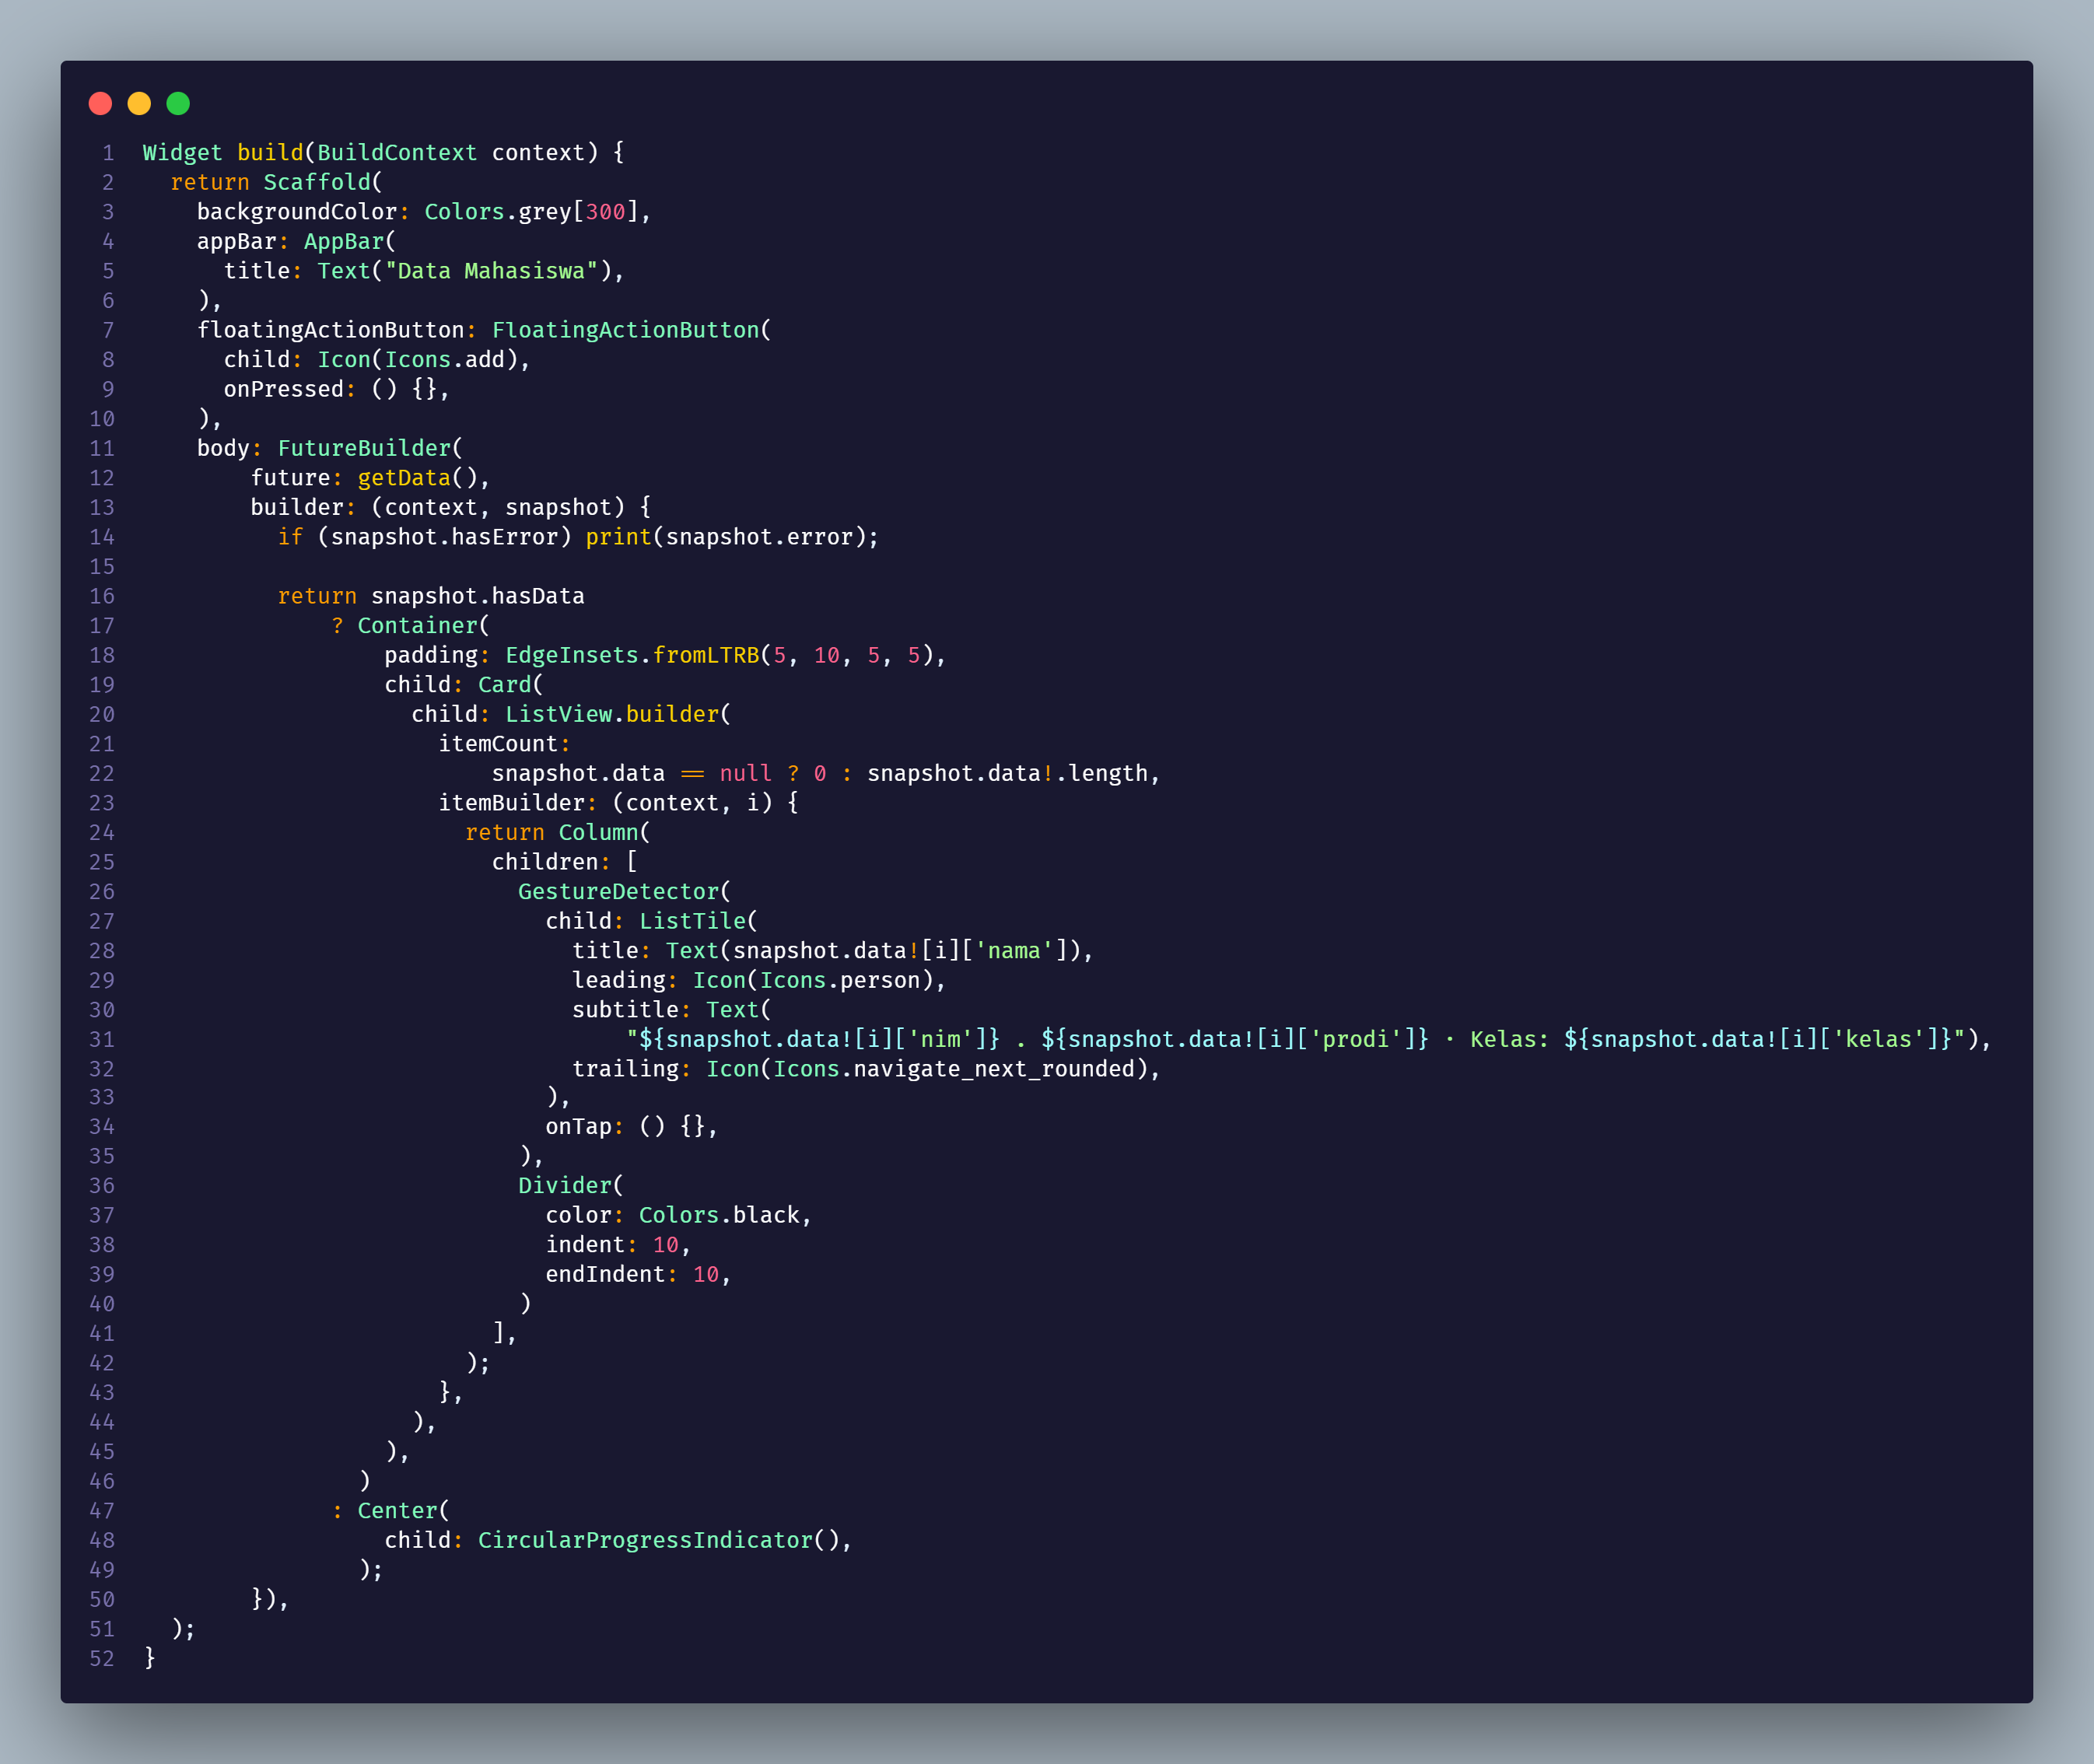 1 Widget build(BuildContext context) {
2   return Scaffold(
3     backgroundColor: Colors.grey[300],
4     appBar: AppBar(
5       title: Text("Data Mahasiswa"),
6     ),
7     floatingActionButton: FloatingActionButton(
8       child: Icon(Icons.add),
9       onPressed: () {},
10     ),
11     body: FutureBuilder(
12         future: getData(),
13         builder: (context, snapshot) {
14           if (snapshot.hasError) print(snapshot.error);
15
16           return snapshot.hasData
17               ? Container(
18                   padding: EdgeInsets.fromLTRB(5, 10, 5, 5),
19                   child: Card(
20                     child: ListView.builder(
21                       itemCount:
22                           snapshot.data == null ? 0 : snapshot.data!.length,
23                       itemBuilder: (context, i) {
24                         return Column(
25                           children: [
26                             GestureDetector(
27                               child: ListTile(
28                                 title: Text(snapshot.data![i]['nama']),
29                                 leading: Icon(Icons.person),
30                                 subtitle: Text(
31                                     "${snapshot.data![i]['nim']} . ${snapshot.data![i]['prodi']} · Kelas: ${snapshot.data![i]['kelas']}"),
32                                 trailing: Icon(Icons.navigate_next_rounded),
33                               ),
34                               onTap: () {},
35                             ),
36                             Divider(
37                               color: Colors.black,
38                               indent: 10,
39                               endIndent: 10,
40                             )
41                           ],
42                         );
43                       },
44                     ),
45                   ),
46                 )
47               : Center(
48                   child: CircularProgressIndicator(),
49                 );
50         }),
51   );
52 }